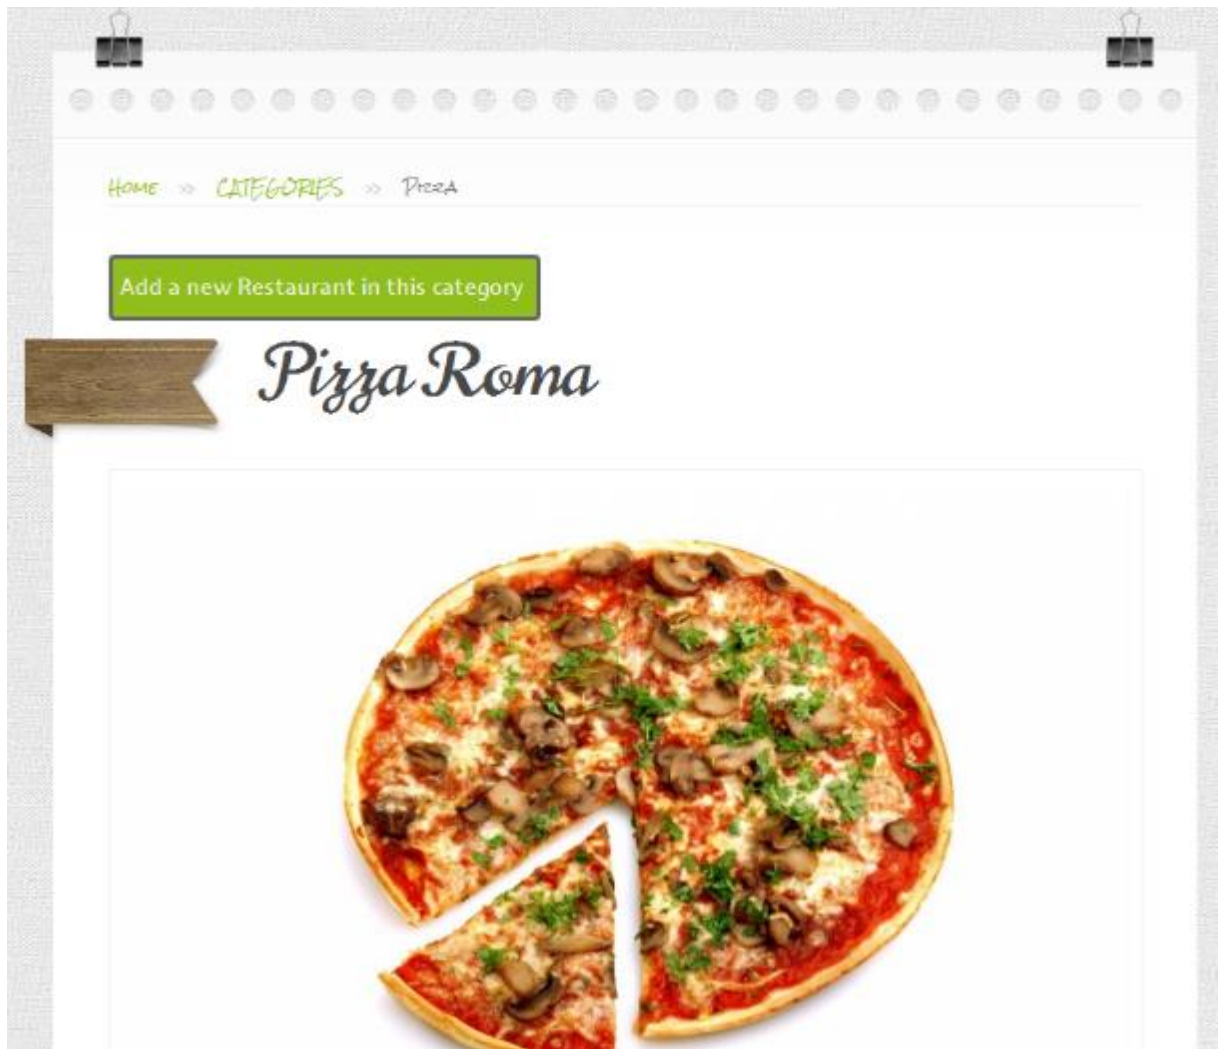 Home » CATEGORIES » Pizza
Add a new Restaurant in this category
Pizza Roma